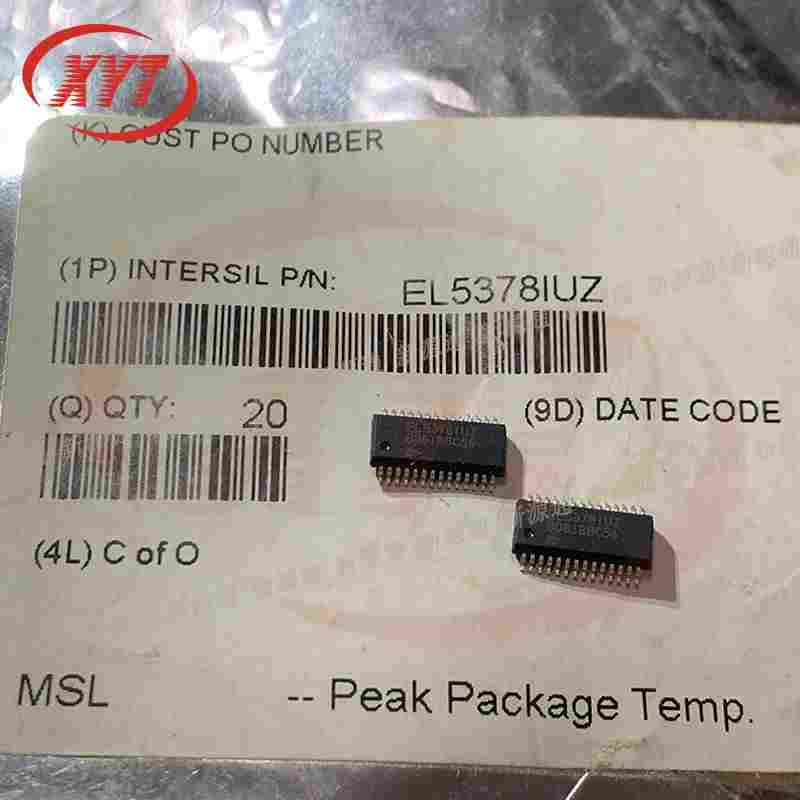 XYT
(K) CUST PO NUMBER
(1P) INTERSIL P/N: EL5378IUZ
(Q) QTY: 20
(9D) DATE CODE
(4L) C of O
MSL -- Peak Package Temp.